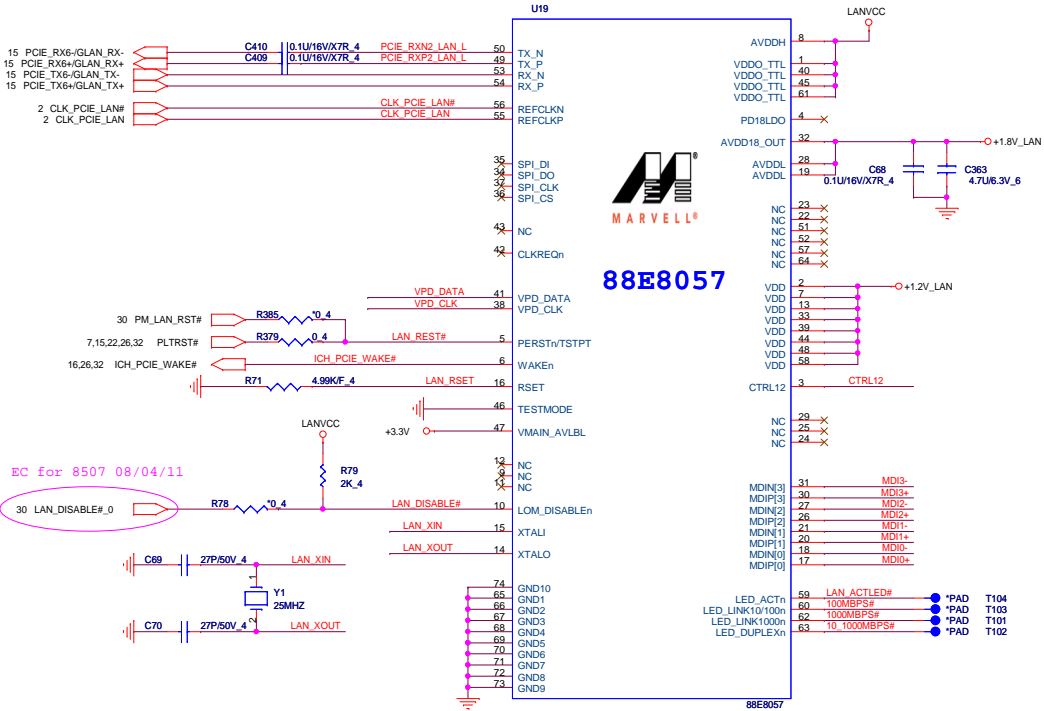 U19
LANVCC
15 PCIE_RX6-/GLAN_RX-
C410 0.1U/16V/X7R_4 PCIE_RXN2_LAN_L 50 TX_N
15 PCIE_RX6+/GLAN_RX+
C409 0.1U/16V/X7R_4 PCIE_RXP2_LAN_L 49 TX_P
15 PCIE_TX6-/GLAN_TX- 53 RX_N
15 PCIE_TX6+/GLAN_TX+ 54 RX_P
2 CLK_PCIE_LAN# CLK_PCIE_LAN# 56 REFCLKN
2 CLK_PCIE_LAN CLK_PCIE_LAN 55 REFCLKP
35 SPI_DI
34 SPI_DO
37 SPI_CLK
36 SPI_CS
43 NC
42 CLKREQn
VPD_DATA 41 VPD_DATA
VPD_CLK 38 VPD_CLK
30 PM_LAN_RST# R385 *0_4
7,15,22,26,32 PLTRST# R379 0_4 LAN_REST# 5 PERSTn/TSTPT
16,26,32 ICH_PCIE_WAKE# ICH_PCIE_WAKE# 6 WAKEn
R71 4.99K/F_4 LAN_RSET 16 RSET
46 TESTMODE
LANVCC
+3.3V 47 VMAIN_AVLBL
12 NC
9 NC
11 NC
EC for 8507 08/04/11
R79
2K_4
30 LAN_DISABLE#_0 R78 *0_4 LAN_DISABLE# 10 LOM_DISABLEn
LAN_XIN 15 XTALI
LAN_XOUT 14 XTALO
C69 27P/50V_4 LAN_XIN
1
Y1
25MHZ
2
C70 27P/50V_4 LAN_XOUT
74 GND10
65 GND1
66 GND2
67 GND3
68 GND4
69 GND5
70 GND6
71 GND7
72 GND8
73 GND9
MARVELL®
88E8057
AVDDH 8
VDDO_TTL 1
VDDO_TTL 40
VDDO_TTL 45
VDDO_TTL 61
PD18LDO 4
AVDD18_OUT 32 +1.8V_LAN
AVDDL 28
AVDDL 19
C68
0.1U/16V/X7R_4
C363
4.7U/6.3V_6
NC 23
NC 22
NC 51
NC 52
NC 57
NC 64
VDD 2 +1.2V_LAN
VDD 7
VDD 13
VDD 33
VDD 39
VDD 44
VDD 48
VDD 58
CTRL12 3 CTRL12
NC 29
NC 25
NC 24
MDIN[3] 31 MDI3-
MDIP[3] 30 MDI3+
MDIN[2] 27 MDI2-
MDIP[2] 26 MDI2+
MDIN[1] 21 MDI1-
MDIP[1] 20 MDI1+
MDIN[0] 18 MDI0-
MDIP[0] 17 MDI0+
LED_ACTn 59 LAN_ACTLED# *PAD T104
LED_LINK10/100n 60 100MBPS# *PAD T103
LED_LINK1000n 62 1000MBPS# *PAD T101
LED_DUPLEXn 63 10_1000MBPS# *PAD T102
88E8057